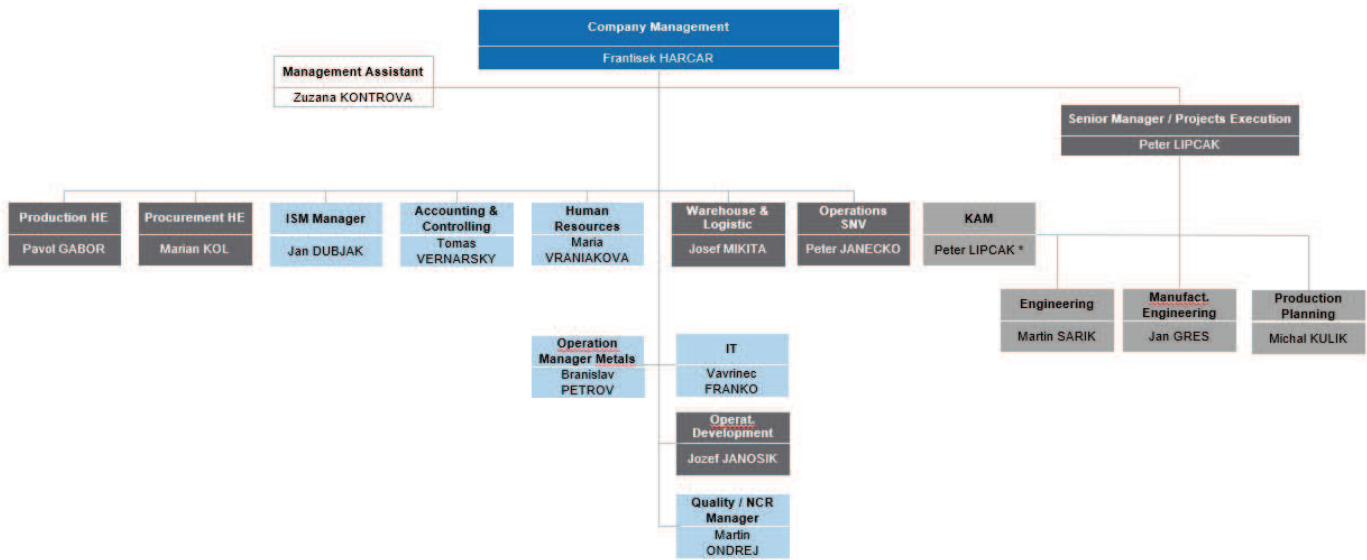 Company Management
Frantisek HARCAR
Management Assistant
Zuzana KONTROVA
Senior Manager / Projects Execution
Peter LIPCAK
Production HE
Pavol GABOR
Procurement HE
Marian KOL
ISM Manager
Jan DUBJAK
Accounting &
Controlling
Tomas
VERNARSKY
Human
Resources
Maria
VRANIAKOVA
Warehouse &
Logistic
Josef MIKITA
Operations
SNV
Peter JANECKO
KAM
Peter LIPCAK *
Engineering
Martin SARIK
Manufact.
Engineering
Jan GRES
Production
Planning
Michal KULIK
Operation
Manager Metals
Branislav
PETROV
IT
Vavrinec
FRANKO
Operat.
Development
Jozef JANOSIK
Quality / NCR
Manager
Martin
ONDREJ